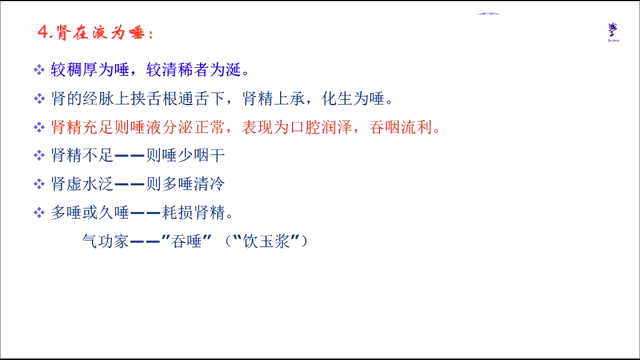 4.肾在液为唾：
较稠厚为唾，较清稀者为涎。
肾的经脉上挟舌根通舌下，肾精上承，化生为唾。
肾精充足则唾液分泌正常，表现为口腔润泽，吞咽流利。
肾精不足——则唾少咽干
肾虚水泛——则多唾清冷
多唾或久唾——耗损肾精。
气功家——"吞唾"（"饮玉浆"）